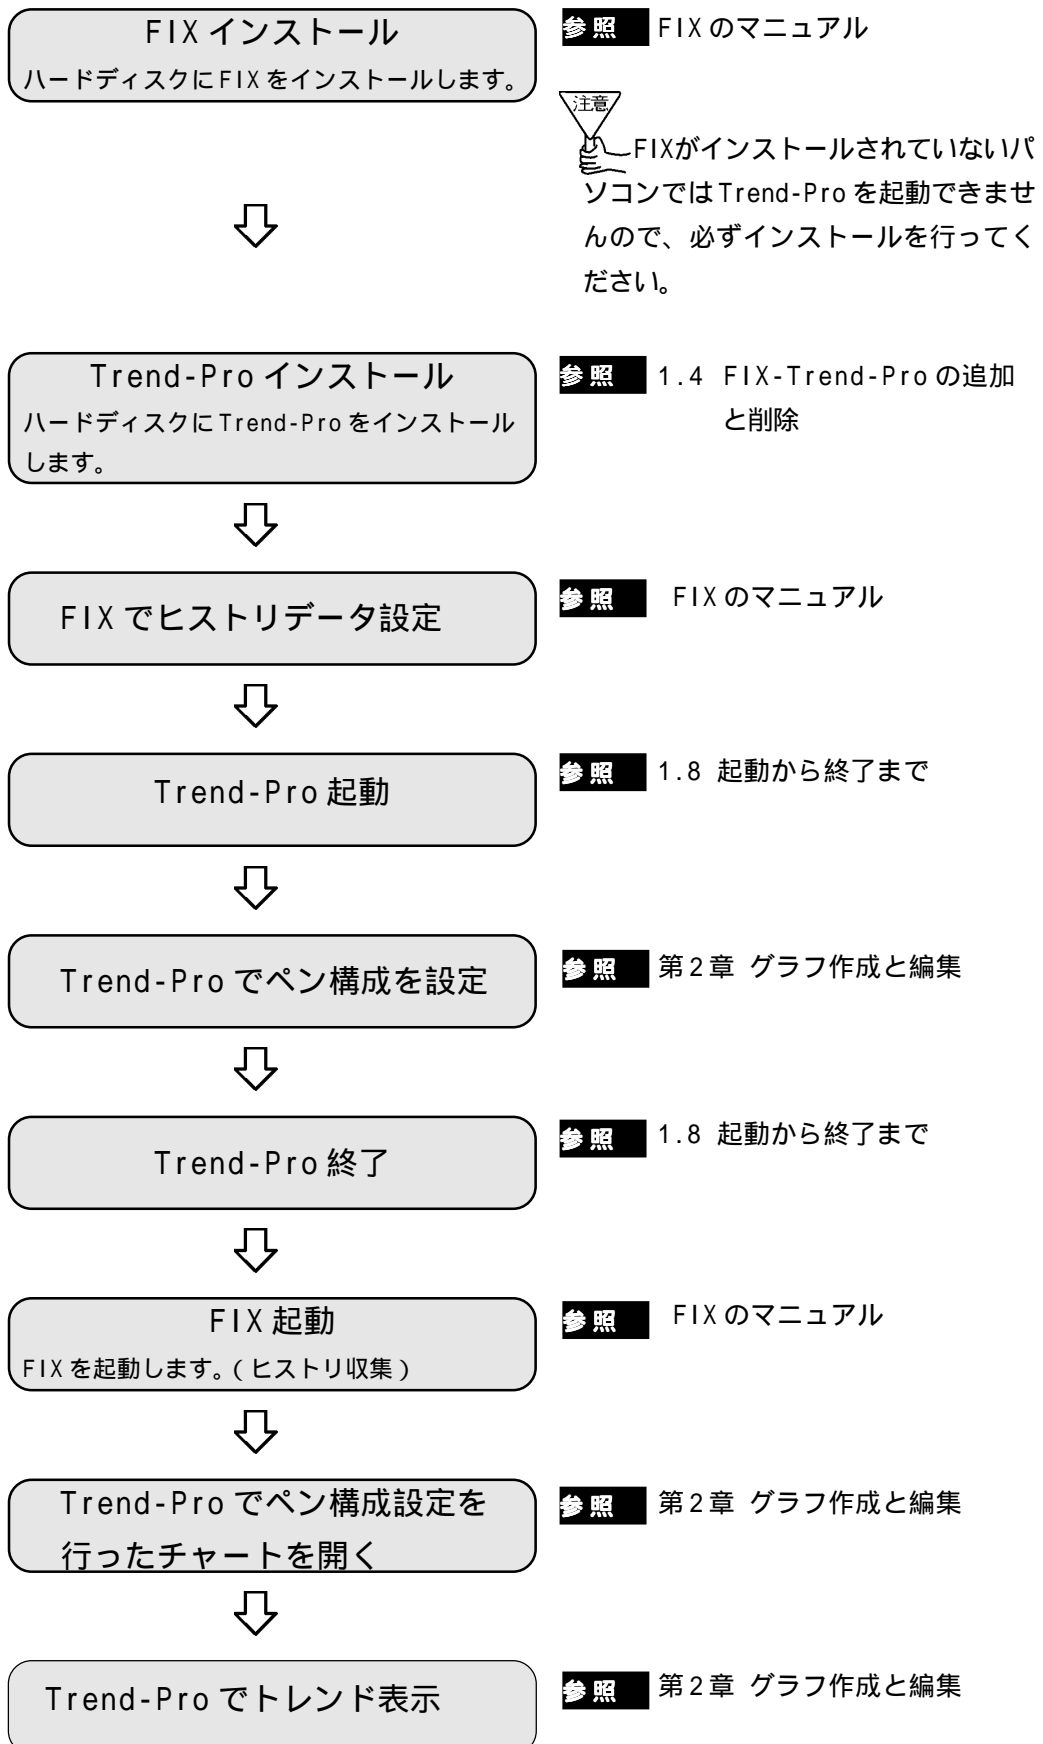 FIXインストール
ハードディスクにFIXをインストールします。
参照 FIXのマニュアル
注意
FIXがインストールされていないパ
ソコンではTrend-Proを起動できませ
んので、必ずインストールを行ってく
ださい。
Trend-Proインストール
ハードディスクにTrend-Proをインストール
します。
参照 1.4 FIX-Trend-Proの追加
と削除
FIXでヒストリデータ設定
参照 FIXのマニュアル
Trend-Pro起動
参照 1.8 起動から終了まで
Trend-Proでペン構成を設定
参照 第2章 グラフ作成と編集
Trend-Pro終了
参照 1.8 起動から終了まで
FIX起動
FIXを起動します。(ヒストリ収集)
参照 FIXのマニュアル
Trend-Proでペン構成設定を
行ったチャートを開く
参照 第2章 グラフ作成と編集
Trend-Proでトレンド表示
参照 第2章 グラフ作成と編集